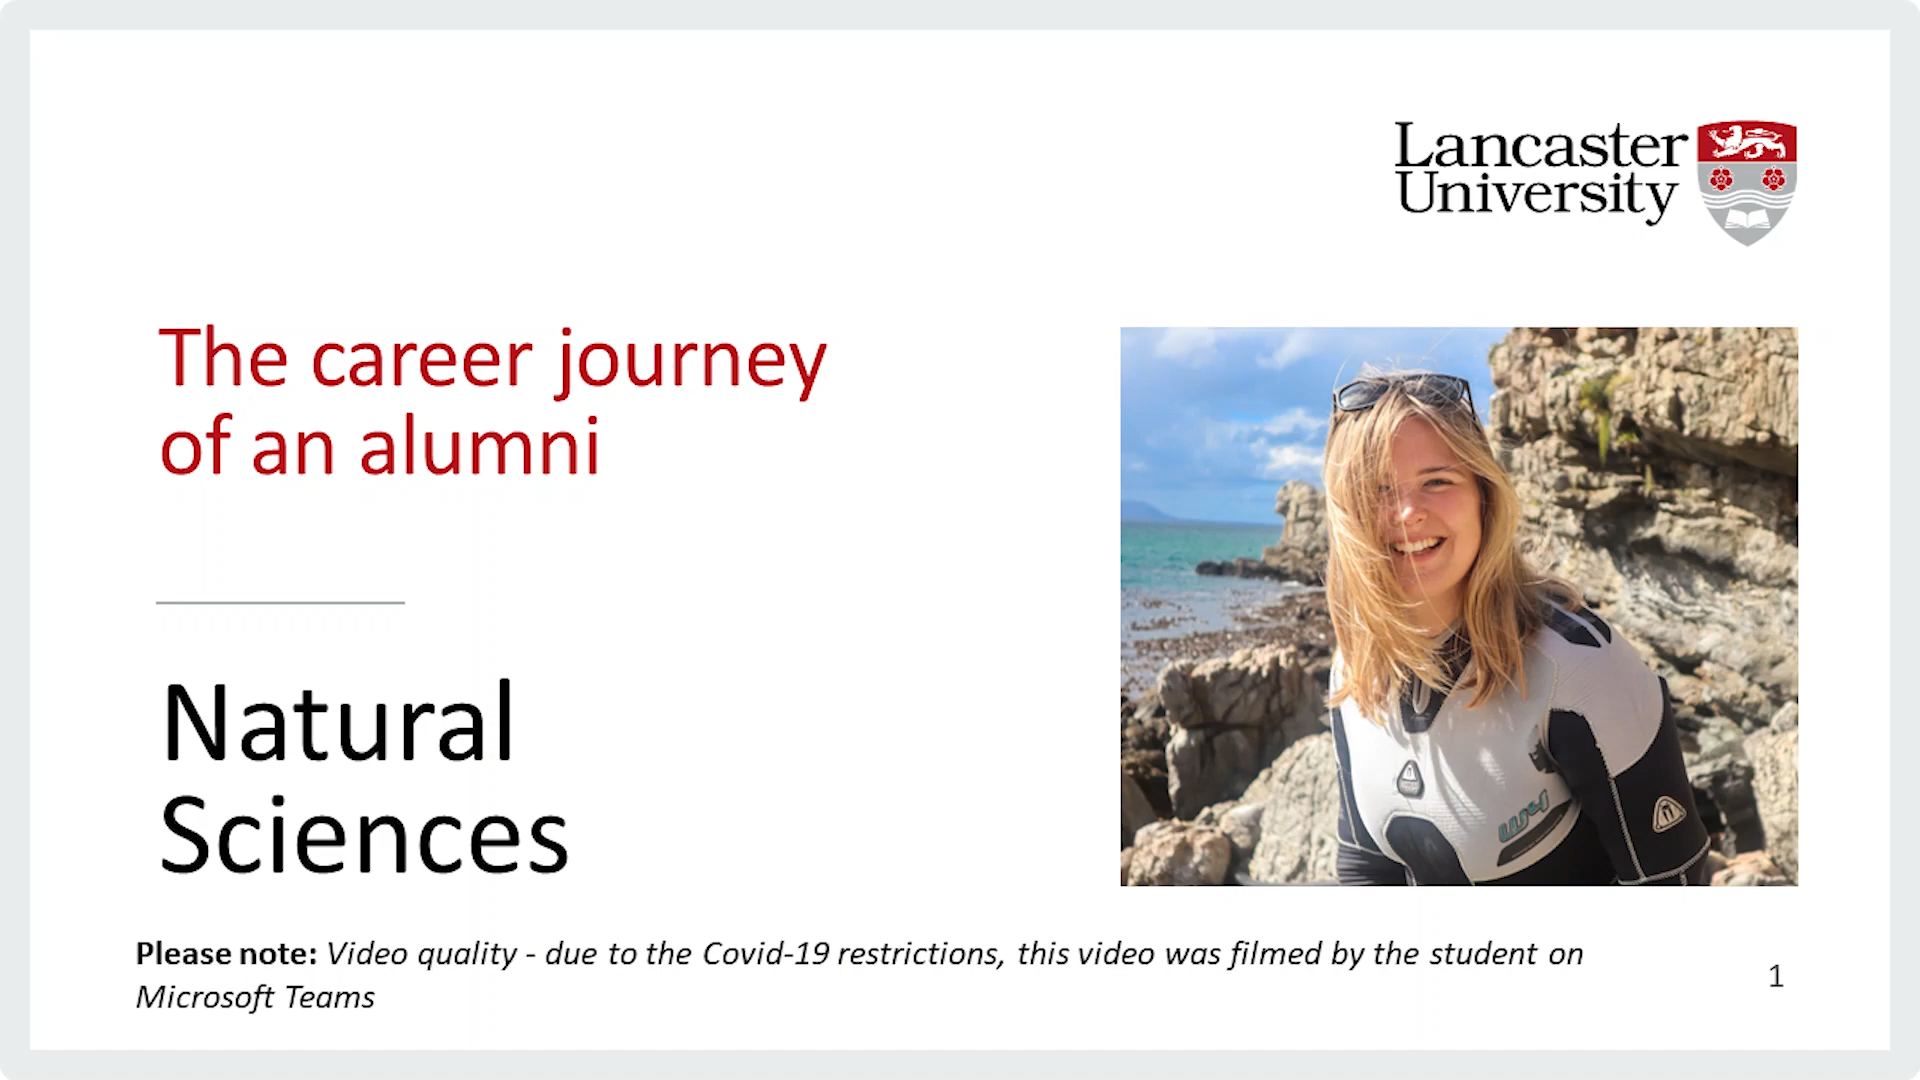 Lancaster
University
The career journey
of an alumni
Natural
Sciences
Please note: Video quality - due to the Covid-19 restrictions, this video was filmed by the student on
Microsoft Teams
1